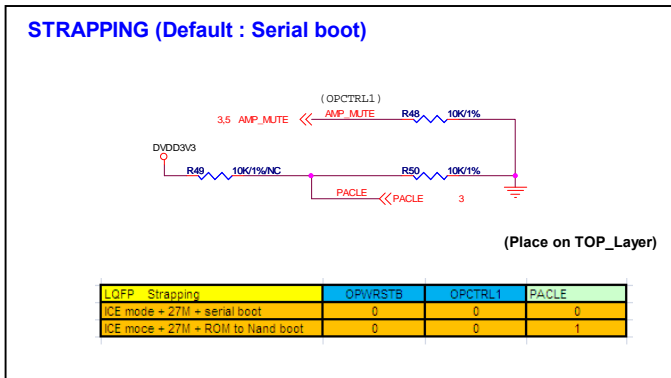 STRAPPING (Default : Serial boot)
(OPCTRL1)
3,5 AMP_MUTE AMP_MUTE R48 10K/1%
DVDD3V3
R49 10K/1%/NC R50 10K/1%
PACLE PACLE 3
(Place on TOP_Layer)
LQFP Strapping OPWRSTB OPCTRL1 PACLE
ICE mode + 27M + serial boot 0 0 0
ICE moce + 27M + ROM to Nand boot 0 0 1